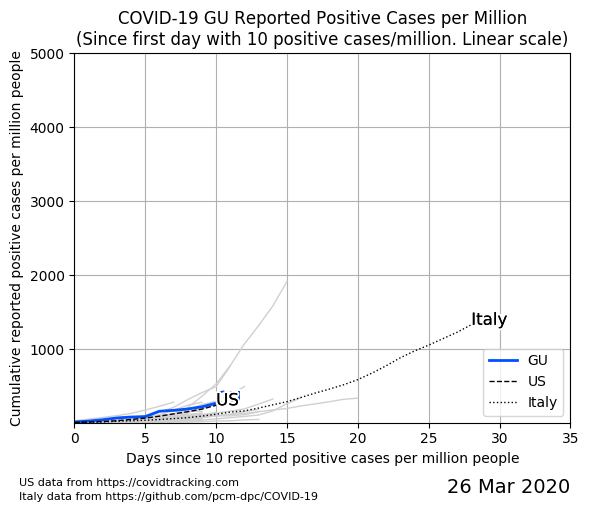 COVID-19 GU Reported Positive Cases per Million
(Since first day with 10 positive cases/million. Linear scale)
Cumulative reported positive cases per million people
5000
4000
3000
2000
1000
Italy
US
GU
US
Italy
0 5 10 15 20 25 30 35
Days since 10 reported positive cases per million people
US data from https://covidtracking.com
Italy data from https://github.com/pcm-dpc/COVID-19
26 Mar 2020